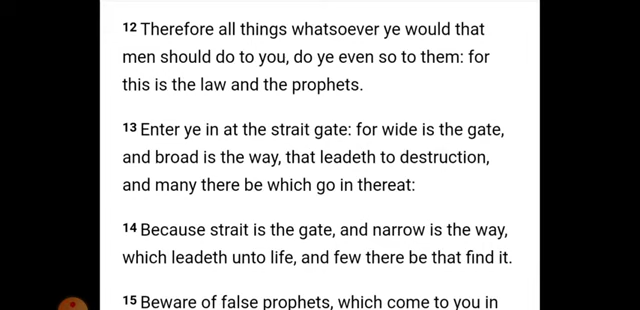 12 Therefore all things whatsoever ye would that
men should do to you, do ye even so to them: for
this is the law and the prophets.
13 Enter ye in at the strait gate: for wide is the gate,
and broad is the way, that leadeth to destruction,
and many there be which go in thereat:
14 Because strait is the gate, and narrow is the way,
which leadeth unto life, and few there be that find it.
15 Beware of false prophets, which come to you in